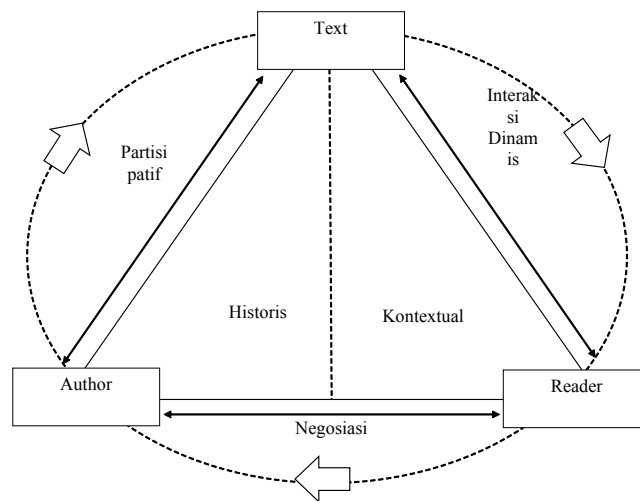 Text
Interak
si
Dinam
is
Partisi
patif
Historis
Kontextual
Author
Reader
Negosiasi